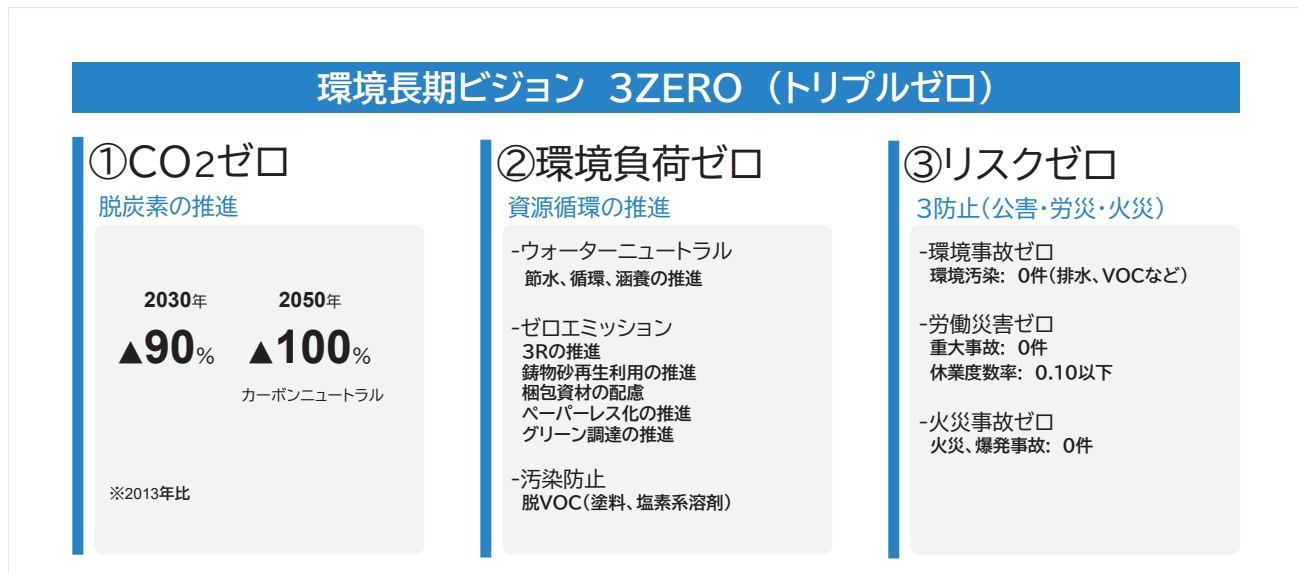 環境長期ビジョン 3ZERO（トリプルゼロ）
①CO2ゼロ
脱炭素の推進
2030年 2050年
▲90% ▲100%
カーボンニュートラル
※2013年比
②環境負荷ゼロ
資源循環の推進
-ウォーターニュートラル
節水、循環、涵養の推進
-ゼロエミッション
3Rの推進
鋳物砂再生利用の推進
梱包資材の配慮
ペーパーレス化の推進
グリーン調達の推進
-汚染防止
脱VOC（塗料、塩素系溶剤）
③リスクゼロ
3防止（公害・労災・火災）
-環境事故ゼロ
環境汚染: 0件（排水、VOCなど）
-労働災害ゼロ
重大事故: 0件
休業度数率: 0.10以下
-火災事故ゼロ
火災、爆発事故: 0件